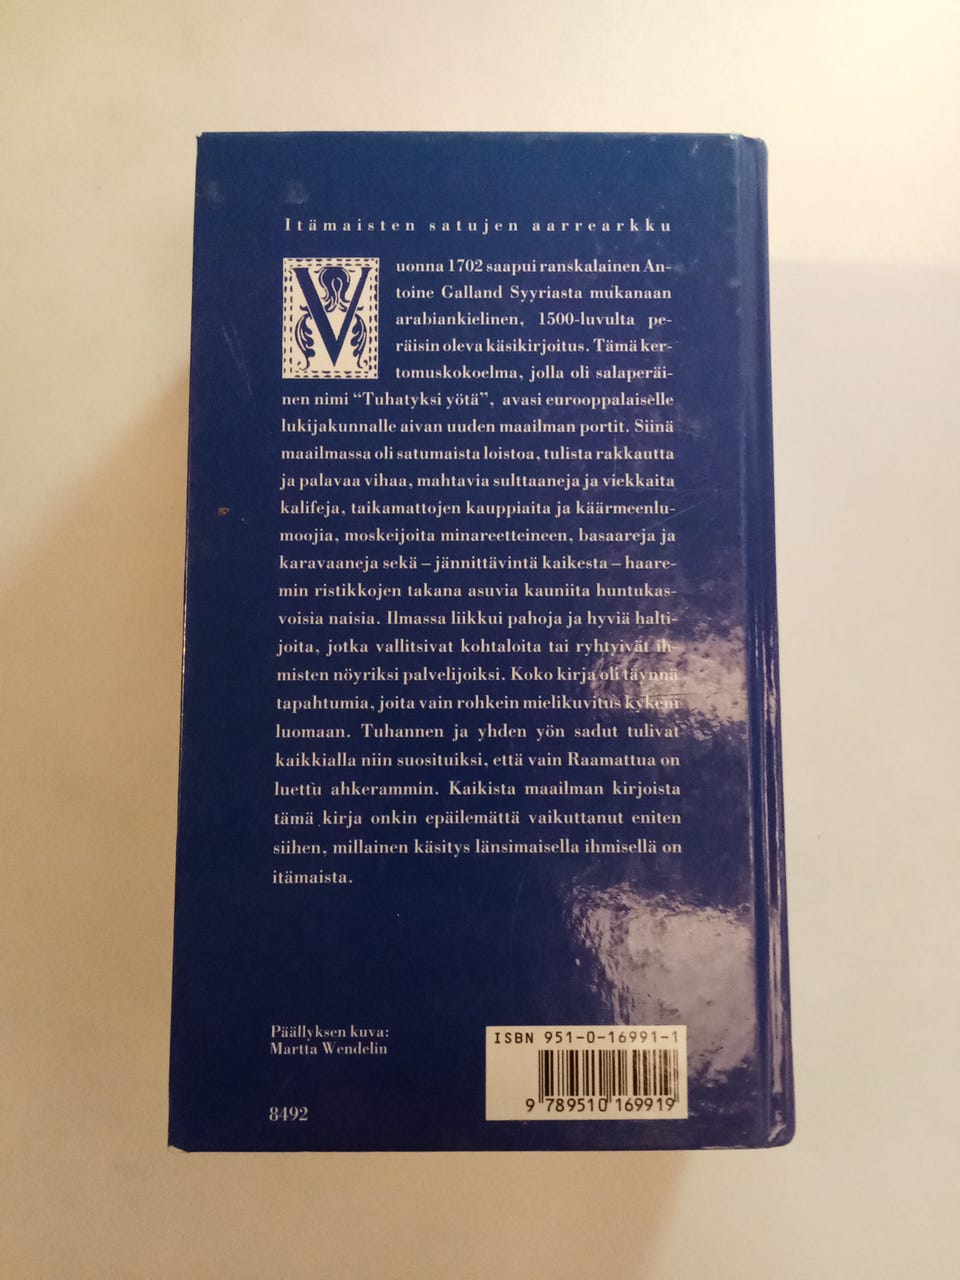 Itämaisten satujen aarrearkku
Vuonna 1702 saapui ranskalainen An-
toine Galland Syyriasta mukanaan
arabiankielinen, 1500-luvulta pe-
räisin oleva käsikirjoitus. Tämä ker-
tomuskokoelma, jolla oli salaperäi-
nen nimi “Tuhatyksi yötä”, avasi eurooppalaiselle
lukijakunnalle aivan uuden maailman portit. Siinä
maailmassa oli satumaista loistoa, tulista rakkautta
ja palavaa vihaa, mahtavia sulttaaneja ja viekkaita
kalifeja, taikamattojen kauppiaita ja käärmeenlu-
moojia, moskeijoita minareetteineen, basaareja ja
karavaaneja sekä – jännittävintä kaikesta – haare-
min ristikkojen takana asuvia kauniita huntukas-
voisia naisia. Ilmassa liikkui pahoja ja hyviä halti-
joita, jotka vallitsivat kohtaloita tai ryhtyivät ih-
misten nöyriksi palvelijoiksi. Koko kirja oli täynnä
tapahtumia, joita vain rohkein mielikuvitus kykeni
luomaan. Tuhannen ja yhden yön sadut tulivat
kaikkialla niin suosituiksi, että vain Raamattua on
luettu ahkerammin. Kaikista maailman kirjoista
tämä kirja onkin epäilemättä vaikuttanut eniten
siihen, millainen käsitys länsimaisella ihmisellä on
itämaista.
Päällyksen kuva:
Martta Wendelin
8492
ISBN 951-0-16991-1
9 789510 169919